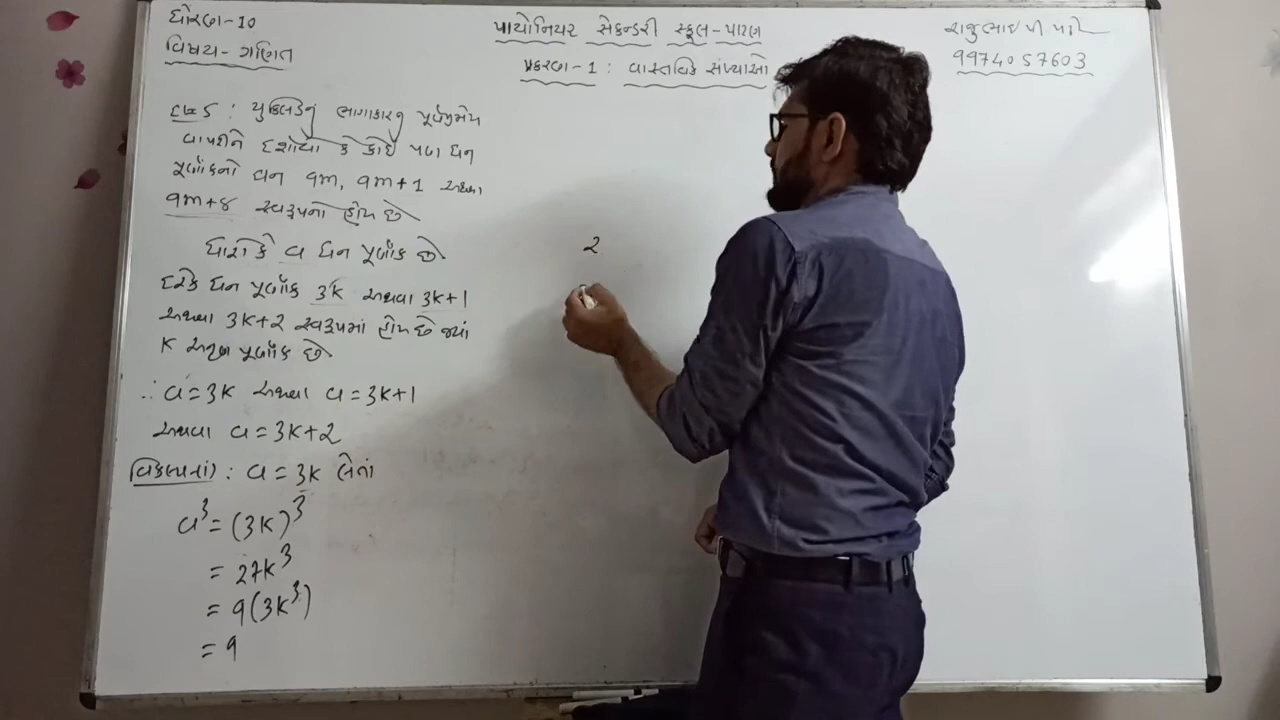 ધોરણ-10
વિષય- ગણિત
પાયોનિયર સેકન્ડરી સ્કૂલ-પાટણ
પ્રકરણ-1: વાસ્તવિક સંખ્યાઓ
રાજુભાઇ પી
9974057603
યુક્લિડનું ભાગાકારનું પૂર્વપ્રમેય
વાપરીને દર્શાવો કે કોઈ પણ ધન
પૂર્ણાંકનો ઘન 9m, 9m+1 અથવા
9m+8 સ્વરૂપનો હોય છે
ધારો કે a ધન પૂર્ણાંક છે
દરેક ધન પૂર્ણાંક 3K અથવા 3K+1
અથવા 3K+2 સ્વરૂપમાં હોય છે જ્યાં
K અનૃણ પૂર્ણાંક છે
∴ a=3K અથવા a=3K+1
અથવા a=3K+2
: a=3K લેતાં
a³=(3K)³
= 27K³
= 9(3K³)
= 9
2